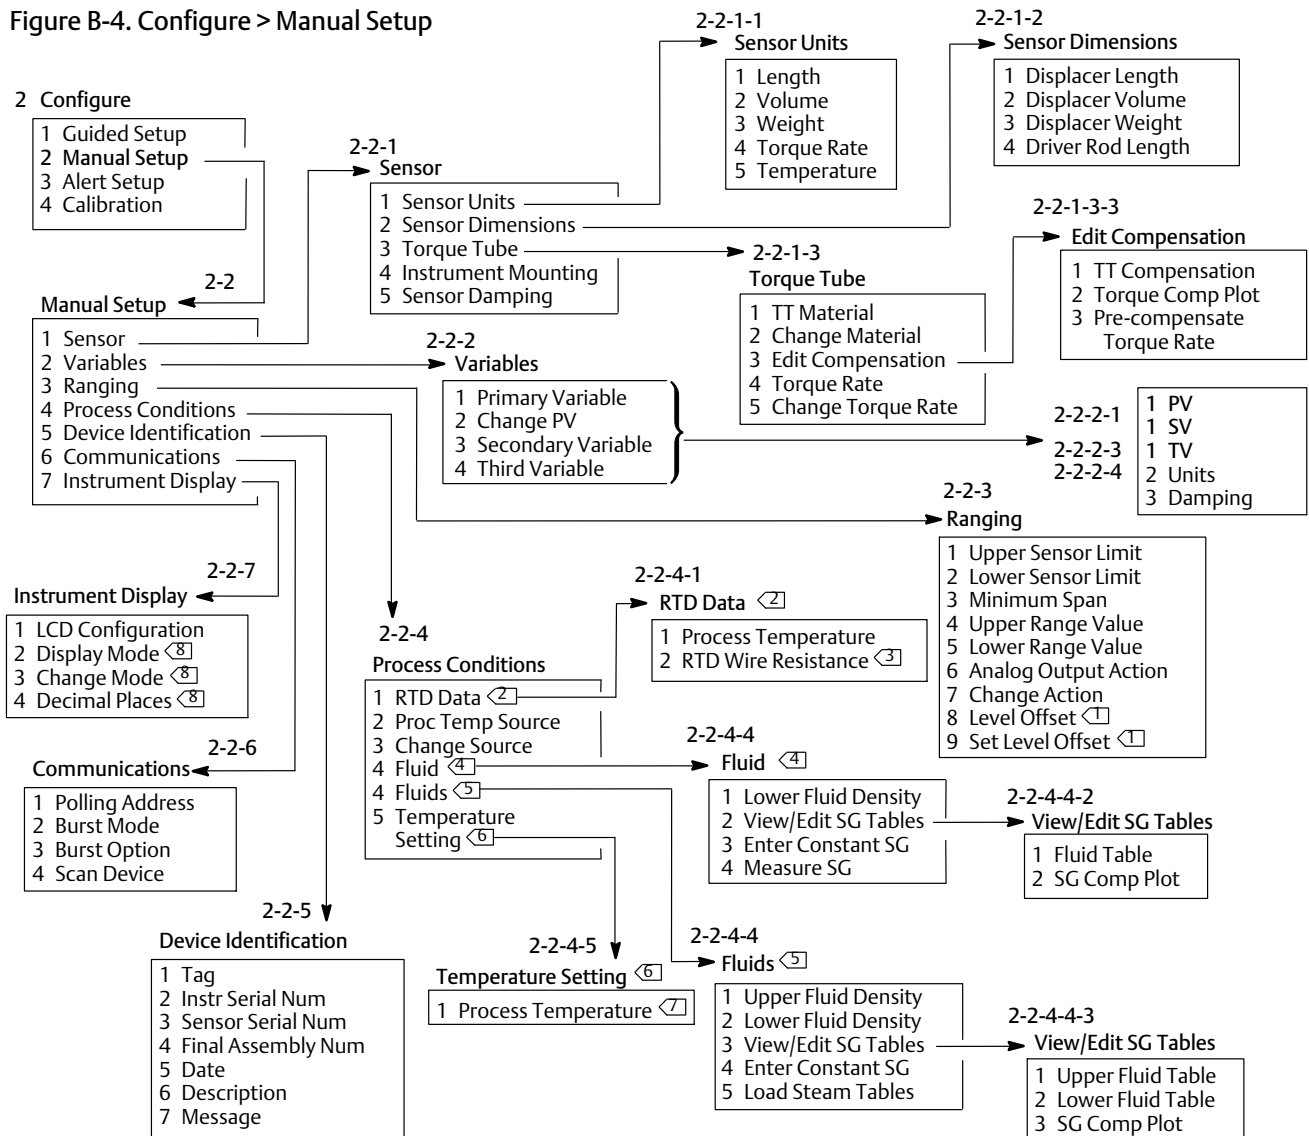 Figure B-4. Configure > Manual Setup
2 Configure
1 Guided Setup
2 Manual Setup
3 Alert Setup
4 Calibration
2-2
Manual Setup
1 Sensor
2 Variables
3 Ranging
4 Process Conditions
5 Device Identification
6 Communications
7 Instrument Display
2-2-1
Sensor
1 Sensor Units
2 Sensor Dimensions
3 Torque Tube
4 Instrument Mounting
5 Sensor Damping
2-2-1-1
Sensor Units
1 Length
2 Volume
3 Weight
4 Torque Rate
5 Temperature
2-2-1-2
Sensor Dimensions
1 Displacer Length
2 Displacer Volume
3 Displacer Weight
4 Driver Rod Length
2-2-1-3
Torque Tube
1 TT Material
2 Change Material
3 Edit Compensation
4 Torque Rate
5 Change Torque Rate
2-2-1-3-3
Edit Compensation
1 TT Compensation
2 Torque Comp Plot
3 Pre-compensate
Torque Rate
2-2-2
Variables
1 Primary Variable
2 Change PV
3 Secondary Variable
4 Third Variable
2-2-2-1
2-2-2-3
2-2-2-4
1 PV
1 SV
1 TV
2 Units
3 Damping
2-2-3
Ranging
1 Upper Sensor Limit
2 Lower Sensor Limit
3 Minimum Span
4 Upper Range Value
5 Lower Range Value
6 Analog Output Action
7 Change Action
8 Level Offset 1
9 Set Level Offset 1
2-2-7
Instrument Display
1 LCD Configuration
2 Display Mode 8
3 Change Mode 8
4 Decimal Places 8
2-2-6
Communications
1 Polling Address
2 Burst Mode
3 Burst Option
4 Scan Device
2-2-5
Device Identification
1 Tag
2 Instr Serial Num
3 Sensor Serial Num
4 Final Assembly Num
5 Date
6 Description
7 Message
2-2-4
Process Conditions
1 RTD Data 2
2 Proc Temp Source
3 Change Source
4 Fluid 4
4 Fluids 5
5 Temperature
Setting 6
2-2-4-1
RTD Data 2
1 Process Temperature
2 RTD Wire Resistance 3
2-2-4-4
Fluid 4
1 Lower Fluid Density
2 View/Edit SG Tables
3 Enter Constant SG
4 Measure SG
2-2-4-4-2
View/Edit SG Tables
1 Fluid Table
2 SG Comp Plot
2-2-4-5
Temperature Setting 6
1 Process Temperature 7
2-2-4-4
Fluids 5
1 Upper Fluid Density
2 Lower Fluid Density
3 View/Edit SG Tables
4 Enter Constant SG
5 Load Steam Tables
2-2-4-4-3
View/Edit SG Tables
1 Upper Fluid Table
2 Lower Fluid Table
3 SG Comp Plot